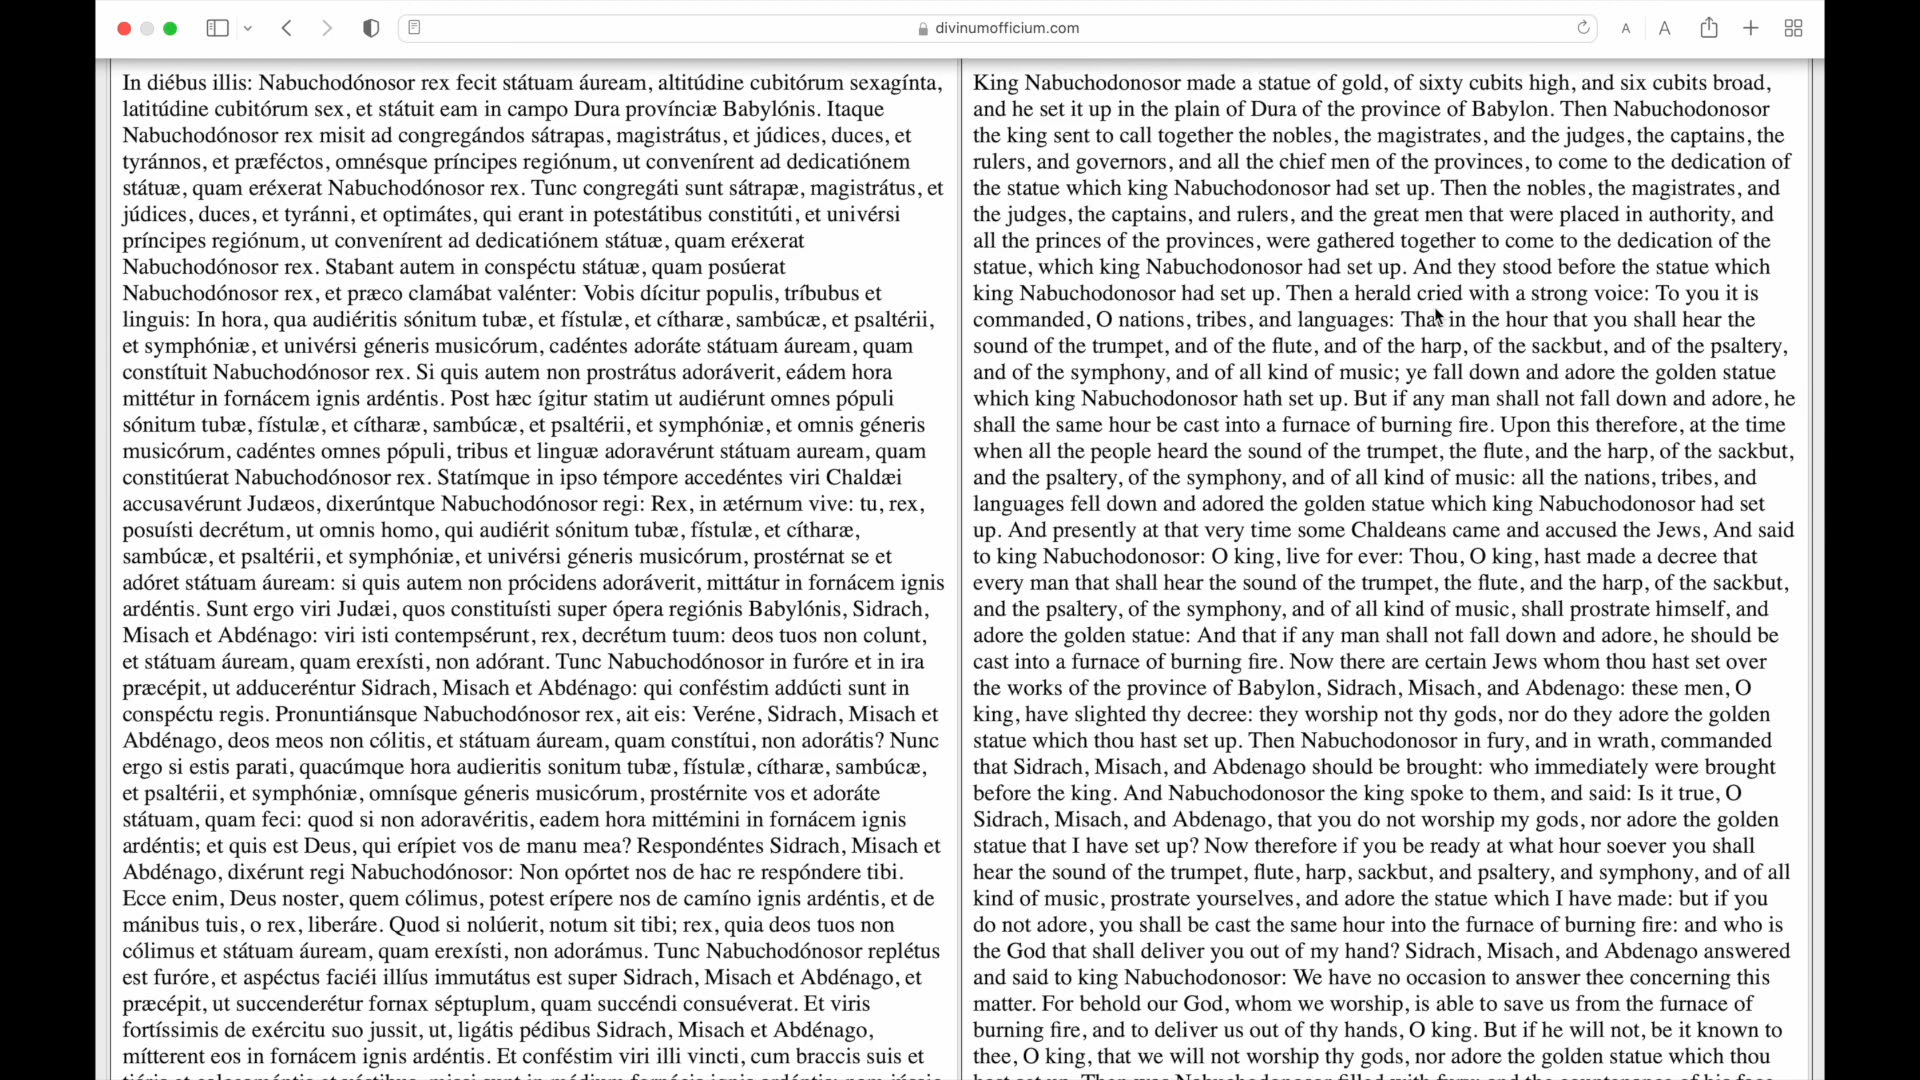 divinumofficium.com
A
A
In diébus illis: Nabuchodónosor rex fecit státuam áuream, altitúdine cubitórum sexagínta,
latitúdine cubitórum sex, et státuit eam in campo Dura província Babylónis. Itaque
Nabuchodónosor rex misit ad congregándos sátrapas, magistrátus, et júdices, duces, et
tyránnos, et præféctos, omnésque príncipes regiónum, ut convenírent ad dedicatiónem
státuæ, quam eréxerat Nabuchodónosor rex. Tunc congregáti sunt sátrapæ, magistrátus, et
júdices, duces, et tyránni, et optimátes, qui erant in potestátibus constitúti, et univérsi
príncipes regiónum, ut convenírent ad dedicatiónem státuæ, quam eréxerat
Nabuchodónosor rex. Stabant autem in conspéctu státuæ, quam posúerat
Nabuchodónosor rex, et præco clamábat valénter: Vobis dícitur populis, tríbubus et
linguis: In hora, qua audiéritis sónitum tubæ, et fístulæ, et cítharæ, sambúcæ, et psaltérii,
et symphóniæ, et univérsi géneris musicórum, cadéntes adoráte státuam áuream, quam
constítuit Nabuchodónosor rex. Si quis autem non prostrátus adoráverit, eádem hora
mittétur in fornácem ignis ardéntis. Post hæc ígitur statim ut audiérunt omnes pópuli
sónitum tubæ, fístulæ, et cítharæ, sambúcæ, et psaltérii, et symphóniæ, et omnis géneris
musicórum, cadéntes omnes pópuli, tribus et linguæ adoravérunt státuam auream, quam
constitúerat Nabuchodónosor rex. Statímque in ipso témpore accedéntes viri Chaldæi
accusavérunt Judæos, dixerúntque Nabuchodónosor regi: Rex, in ætérnum vive: tu, rex,
posuísti decrétum, ut omnis homo, qui audiérit sónitum tubæ, fístulæ, et cítharæ,
sambúcæ, et psaltérii, et symphóniæ, et univérsi géneris musicórum, prostérnat se et
adóret státuam áuream: si quis autem non prócidens adoráverit, mittátur in fornácem ignis
ardéntis. Sunt ergo viri Judæi, quos constituísti super ópera regiónis Babylónis, Sidrach,
Misach et Abdénago: viri isti contempsérunt, rex, decrétum tuum: deos tuos non colunt,
et státuam áuream, quam erexísti, non adórant. Tunc Nabuchodónosor in furóre et in ira
præcépit, ut adduceréntur Sidrach, Misach et Abdénago: qui conféstim addúcti sunt in
conspéctu regis. Pronuntiánsque Nabuchodónosor rex, ait eis: Veréne, Sidrach, Misach et
Abdénago, deos meos non cólitis, et státuam áuream, quam constítui, non adorátis? Nunc
ergo si estis parati, quacúmque hora audieritis sonitum tubæ, fístulæ, cítharæ, sambúcæ,
et psaltérii, et symphóniæ, omnísque géneris musicórum, prostérnite vos et adoráte
státuam, quam feci: quod si non adoravéritis, eadem hora mittémini in fornácem ignis
ardéntis; et quis est Deus, qui erípiet vos de manu mea? Respondéntes Sidrach, Misach et
Abdénago, dixérunt regi Nabuchodónosor: Non opórtet nos de hac re respóndere tibi.
Ecce enim, Deus noster, quem cólimus, potest erípere nos de camíno ignis ardéntis, et de
mánibus tuis, o rex, liberáre. Quod si nolúerit, notum sit tibi; rex, quia deos tuos non
cólimus et státuam áuream, quam erexísti, non adorámus. Tunc Nabuchodónosor replétus
est furóre, et aspéctus faciéi illíus immutátus est super Sidrach, Misach et Abdénago, et
præcépit, ut succenderétur fornax séptuplum, quam succéndi consuéverat. Et viris
fortíssimis de exércitu suo jussit, ut, ligátis pédibus Sidrach, Misach et Abdénago,
mítterent eos in fornácem ignis ardéntis. Et conféstim viri illi vincti, cum braccis suis et
King Nabuchodonosor made a statue of gold, of sixty cubits high, and six cubits broad,
and he set it up in the plain of Dura of the province of Babylon. Then Nabuchodonosor
the king sent to call together the nobles, the magistrates, and the judges, the captains, the
rulers, and governors, and all the chief men of the provinces, to come to the dedication of
the statue which king Nabuchodonosor had set up. Then the nobles, the magistrates, and
the judges, the captains, and rulers, and the great men that were placed in authority, and
all the princes of the provinces, were gathered together to come to the dedication of the
statue, which king Nabuchodonosor had set up. And they stood before the statue which
king Nabuchodonosor had set up. Then a herald cried with a strong voice: To you it is
commanded, O nations, tribes, and languages: That in the hour that you shall hear the
sound of the trumpet, and of the flute, and of the harp, of the sackbut, and of the psaltery,
and of the symphony, and of all kind of music; ye fall down and adore the golden statue
which king Nabuchodonosor hath set up. But if any man shall not fall down and adore, he
shall the same hour be cast into a furnace of burning fire. Upon this therefore, at the time
when all the people heard the sound of the trumpet, the flute, and the harp, of the sackbut,
and the psaltery, of the symphony, and of all kind of music: all the nations, tribes, and
languages fell down and adored the golden statue which king Nabuchodonosor had set
up. And presently at that very time some Chaldeans came and accused the Jews, And said
to king Nabuchodonosor: O king, live for ever: Thou, O king, hast made a decree that
every man that shall hear the sound of the trumpet, the flute, and the harp, of the sackbut,
and the psaltery, of the symphony, and of all kind of music, shall prostrate himself, and
adore the golden statue: And that if any man shall not fall down and adore, he should be
cast into a furnace of burning fire. Now there are certain Jews whom thou hast set over
the works of the province of Babylon, Sidrach, Misach, and Abdenago: these men, O
king, have slighted thy decree: they worship not thy gods, nor do they adore the golden
statue which thou hast set up. Then Nabuchodonosor in fury, and in wrath, commanded
that Sidrach, Misach, and Abdenago should be brought: who immediately were brought
before the king. And Nabuchodonosor the king spoke to them, and said: Is it true, O
Sidrach, Misach, and Abdenago, that you do not worship my gods, nor adore the golden
statue that I have set up? Now therefore if you be ready at what hour soever you shall
hear the sound of the trumpet, flute, harp, sackbut, and psaltery, and symphony, and of all
kind of music, prostrate yourselves, and adore the statue which I have made: but if you
do not adore, you shall be cast the same hour into the furnace of burning fire: and who is
the God that shall deliver you out of my hand? Sidrach, Misach, and Abdenago answered
and said to king Nabuchodonosor: We have no occasion to answer thee concerning this
matter. For behold our God, whom we worship, is able to save us from the furnace of
burning fire, and to deliver us out of thy hands, O king. But if he will not, be it known to
thee, O king, that we will not worship thy gods, nor adore the golden statue which thou